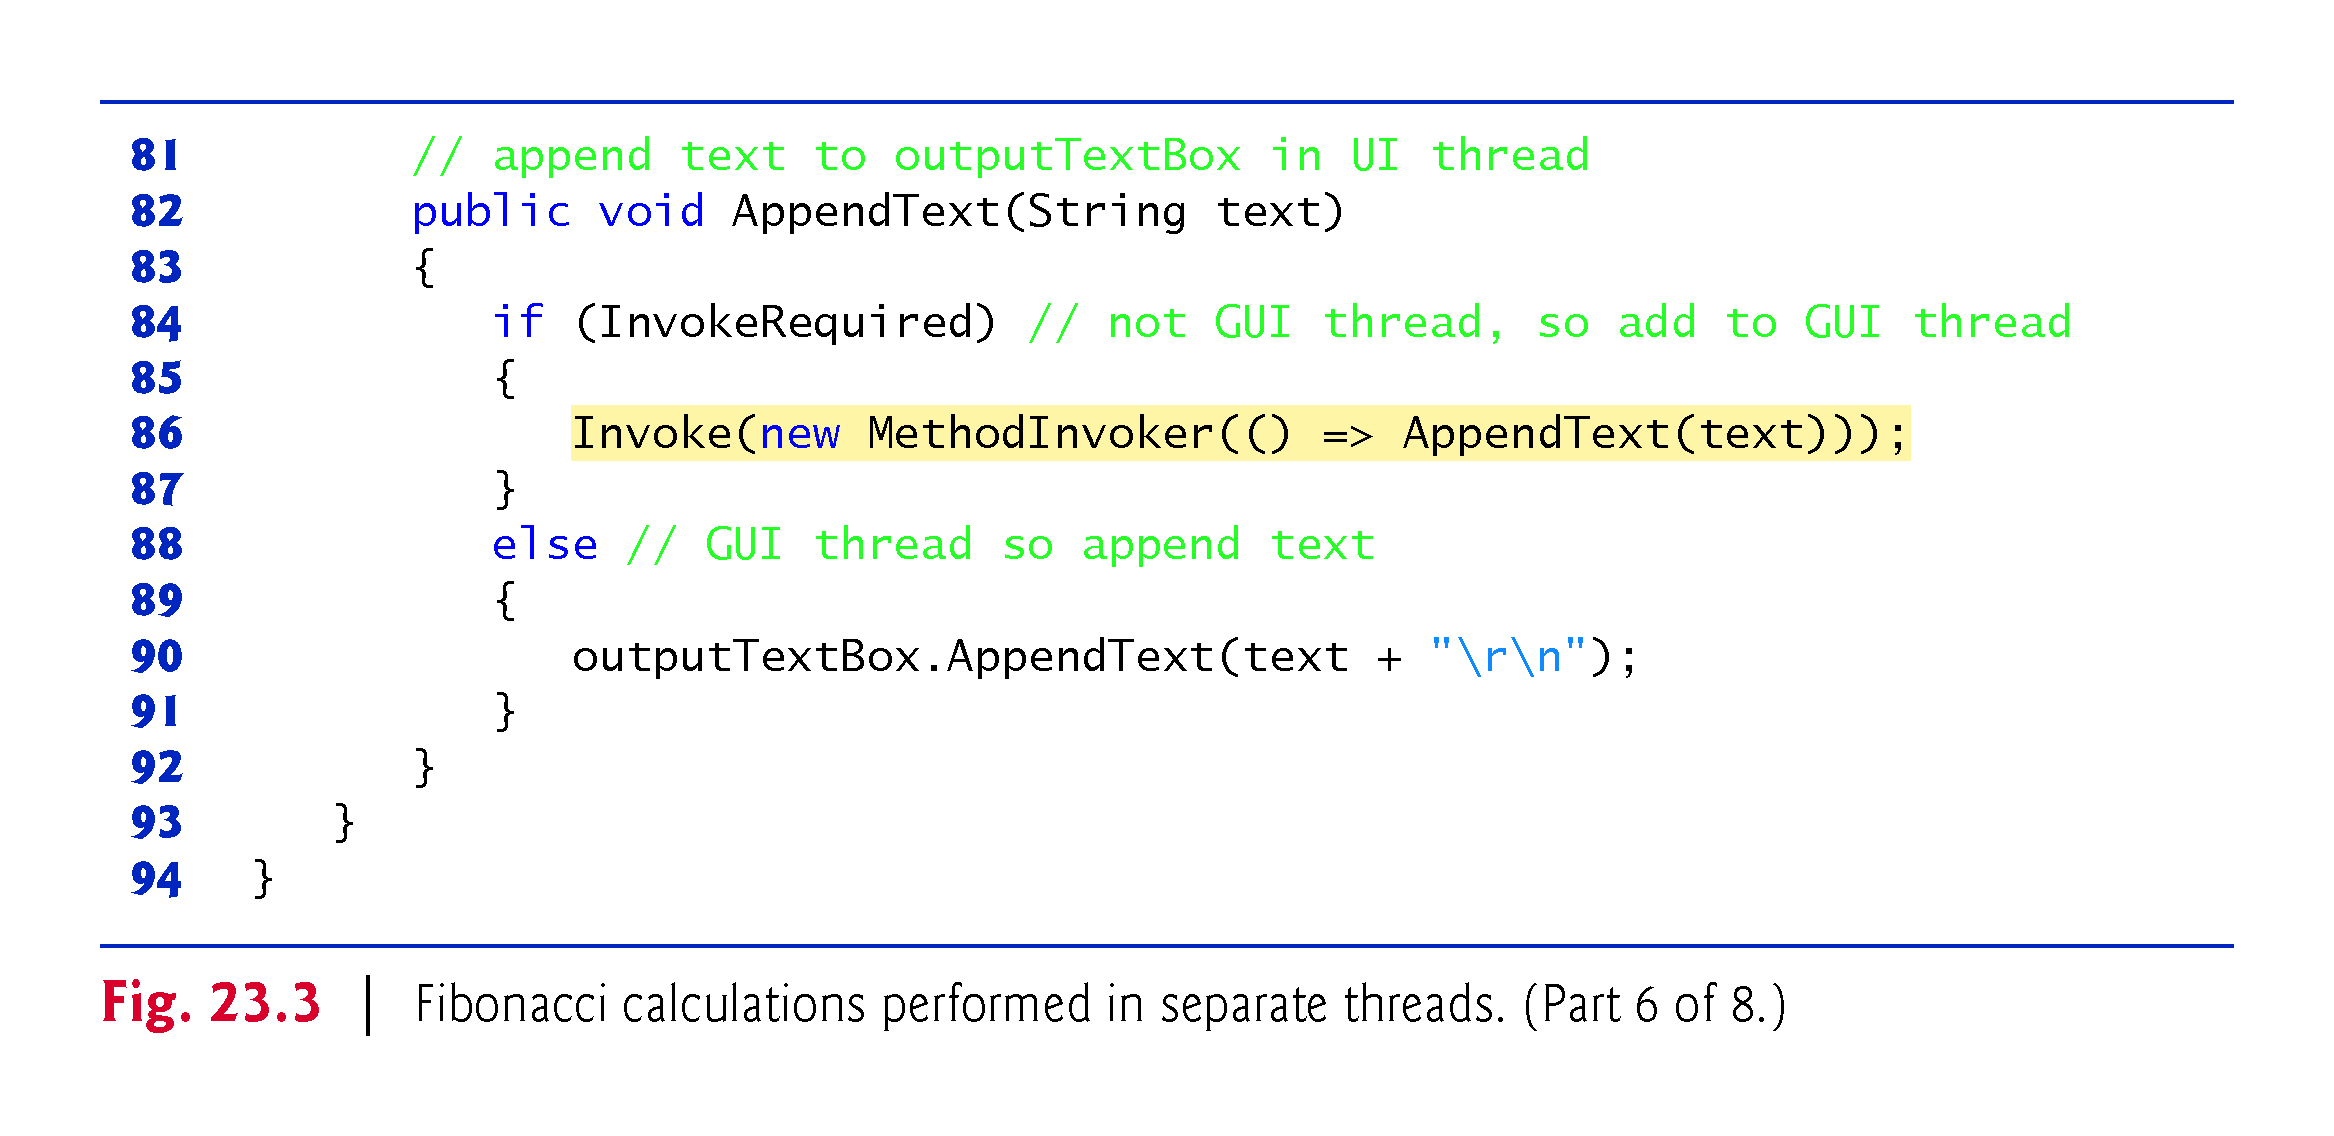 81 // append text to outputTextBox in UI thread
82 public void AppendText(String text)
83 {
84 if (InvokeRequired) // not GUI thread, so add to GUI thread
85 {
86 Invoke(new MethodInvoker(() => AppendText(text)));
87 }
88 else // GUI thread so append text
89 {
90 outputTextBox.AppendText(text + "\r\n");
91 }
92 }
93 }
94 }
Fig. 23.3 | Fibonacci calculations performed in separate threads. (Part 6 of 8.)